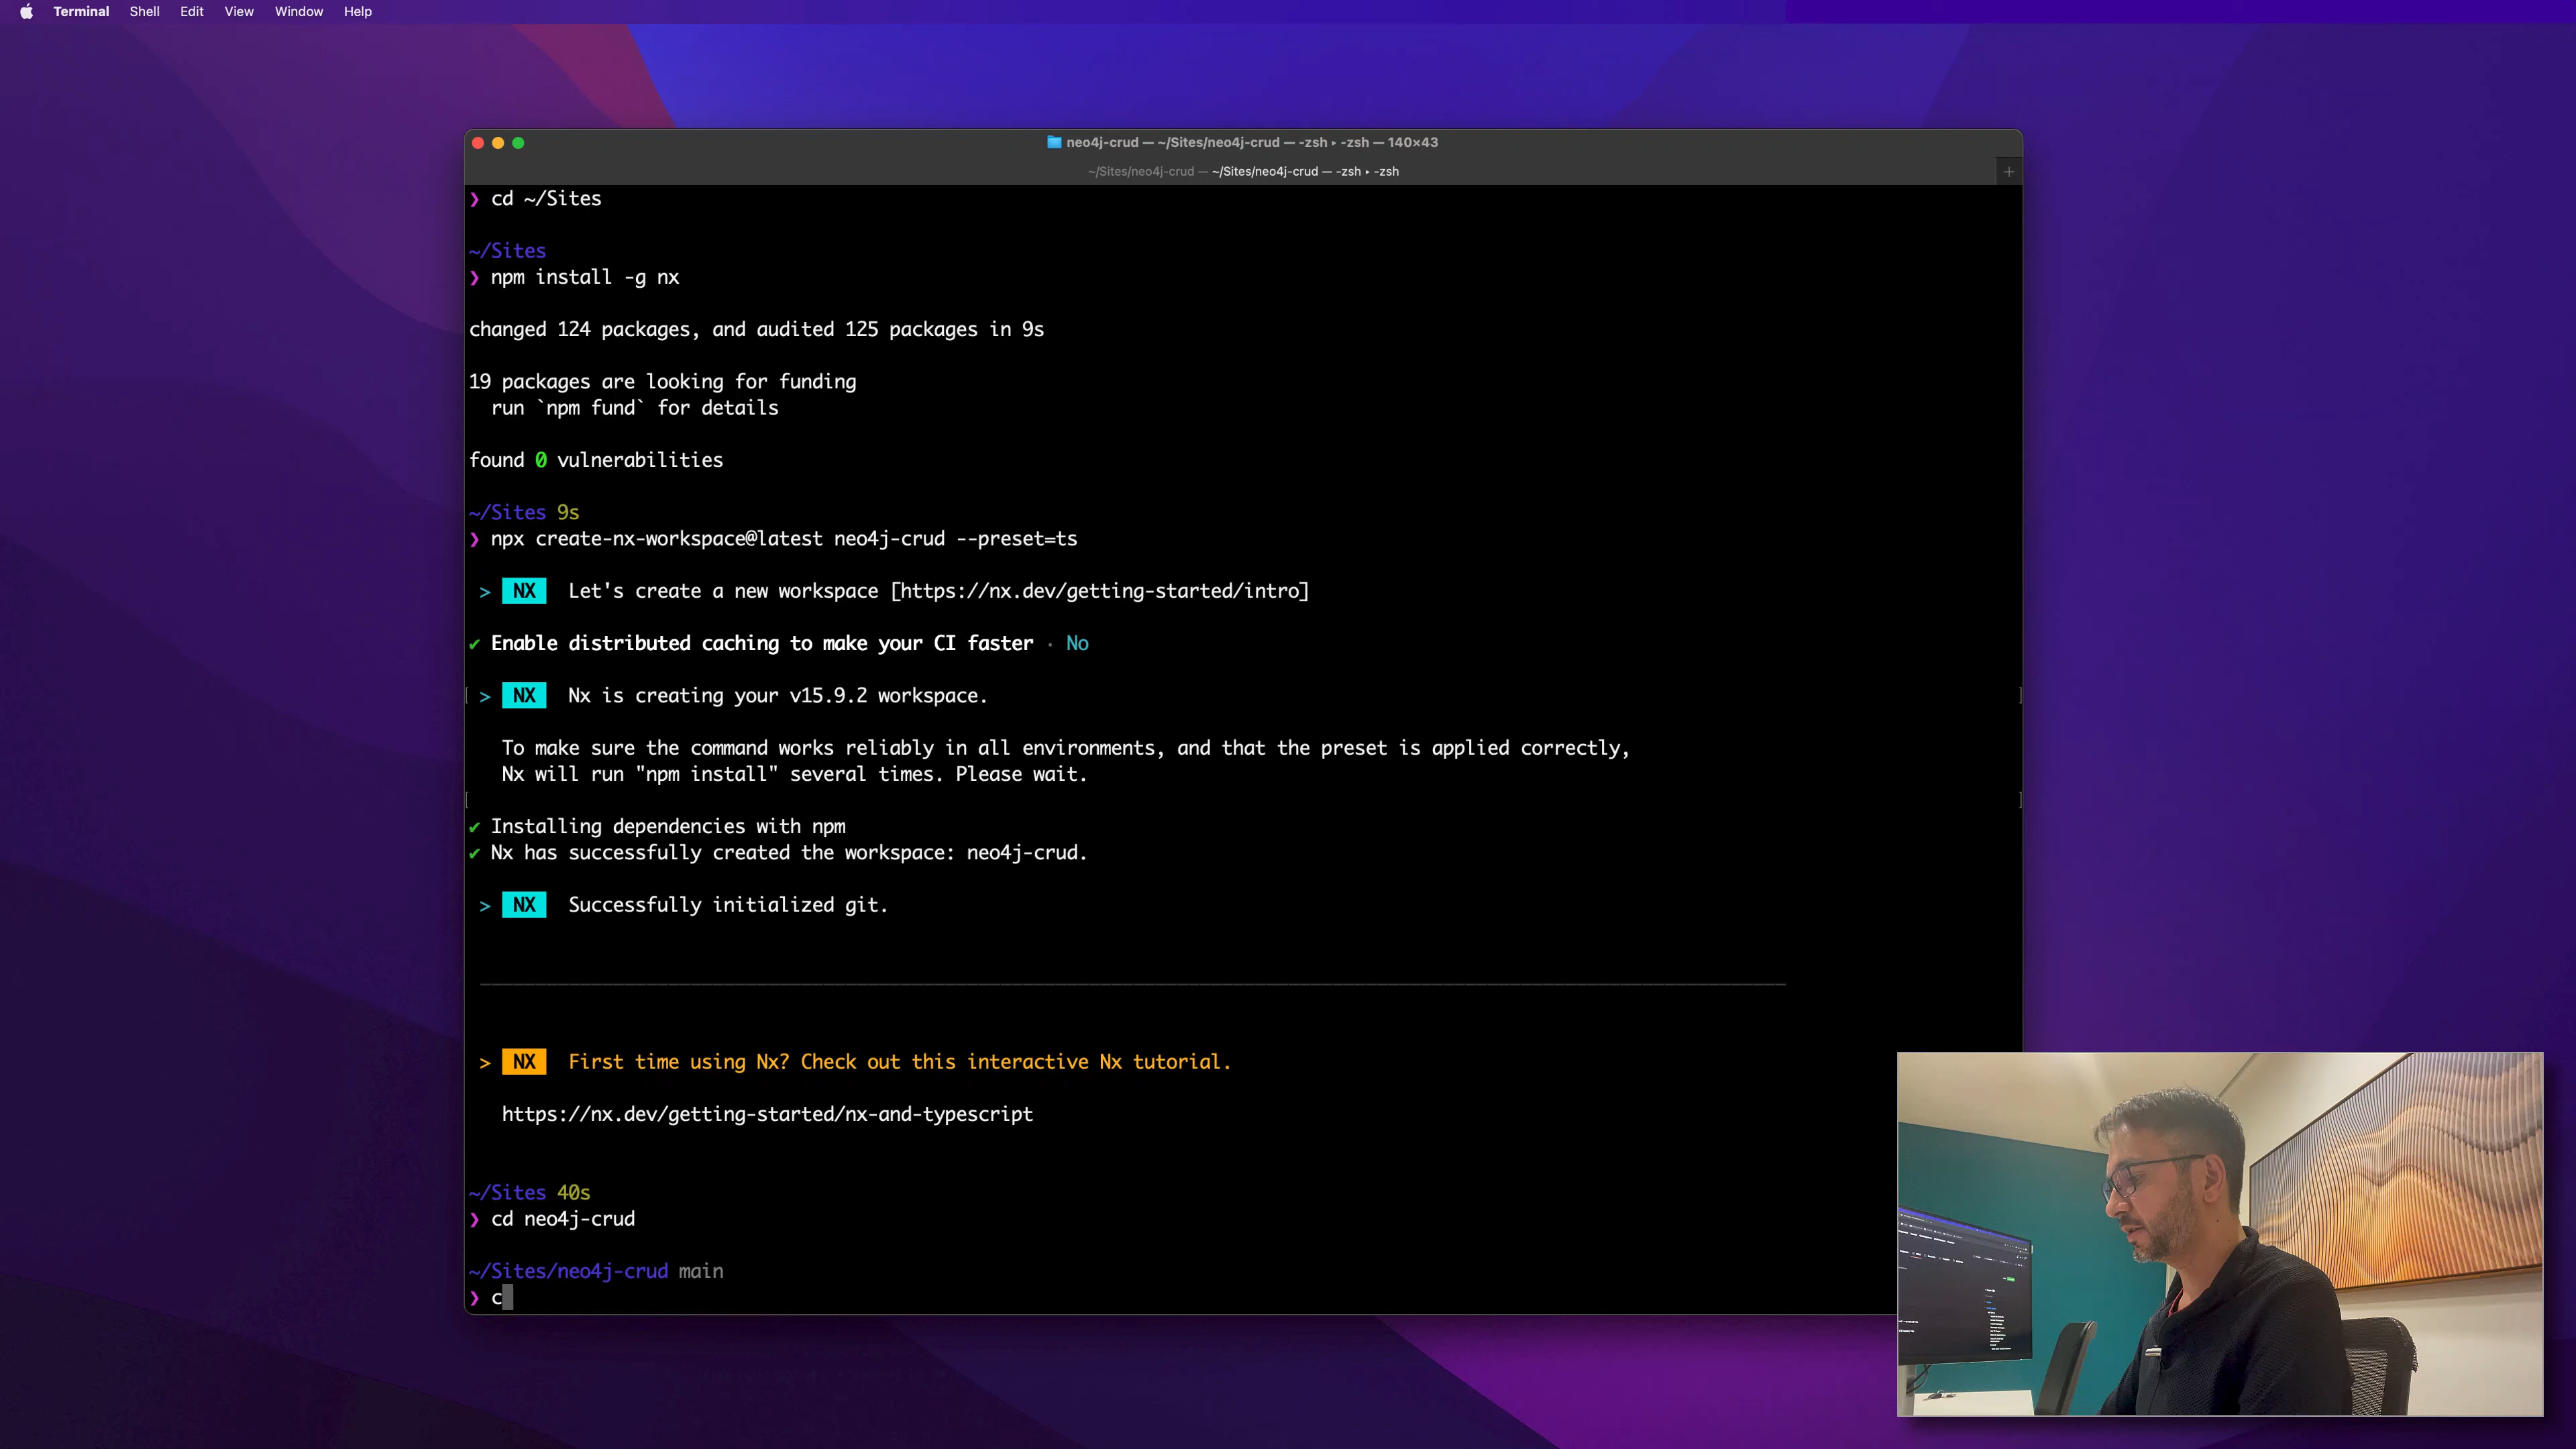 Terminal Shell Edit View Window Help
neo4j-crud — ~/Sites/neo4j-crud — -zsh ▸ -zsh — 140×43
~/Sites/neo4j-crud — ~/Sites/neo4j-crud — -zsh ▸ -zsh
❯ cd ~/Sites
~/Sites
❯ npm install -g nx
changed 124 packages, and audited 125 packages in 9s
19 packages are looking for funding
run `npm fund` for details
found 0 vulnerabilities
~/Sites 9s
❯ npx create-nx-workspace@latest neo4j-crud --preset=ts
> NX Let's create a new workspace [https://nx.dev/getting-started/intro]
✔ Enable distributed caching to make your CI faster · No
> NX Nx is creating your v15.9.2 workspace.
To make sure the command works reliably in all environments, and that the preset is applied correctly,
Nx will run "npm install" several times. Please wait.
✔ Installing dependencies with npm
✔ Nx has successfully created the workspace: neo4j-crud.
> NX Successfully initialized git.
> NX First time using Nx? Check out this interactive Nx tutorial.
https://nx.dev/getting-started/nx-and-typescript
~/Sites 40s
❯ cd neo4j-crud
~/Sites/neo4j-crud main
❯ c